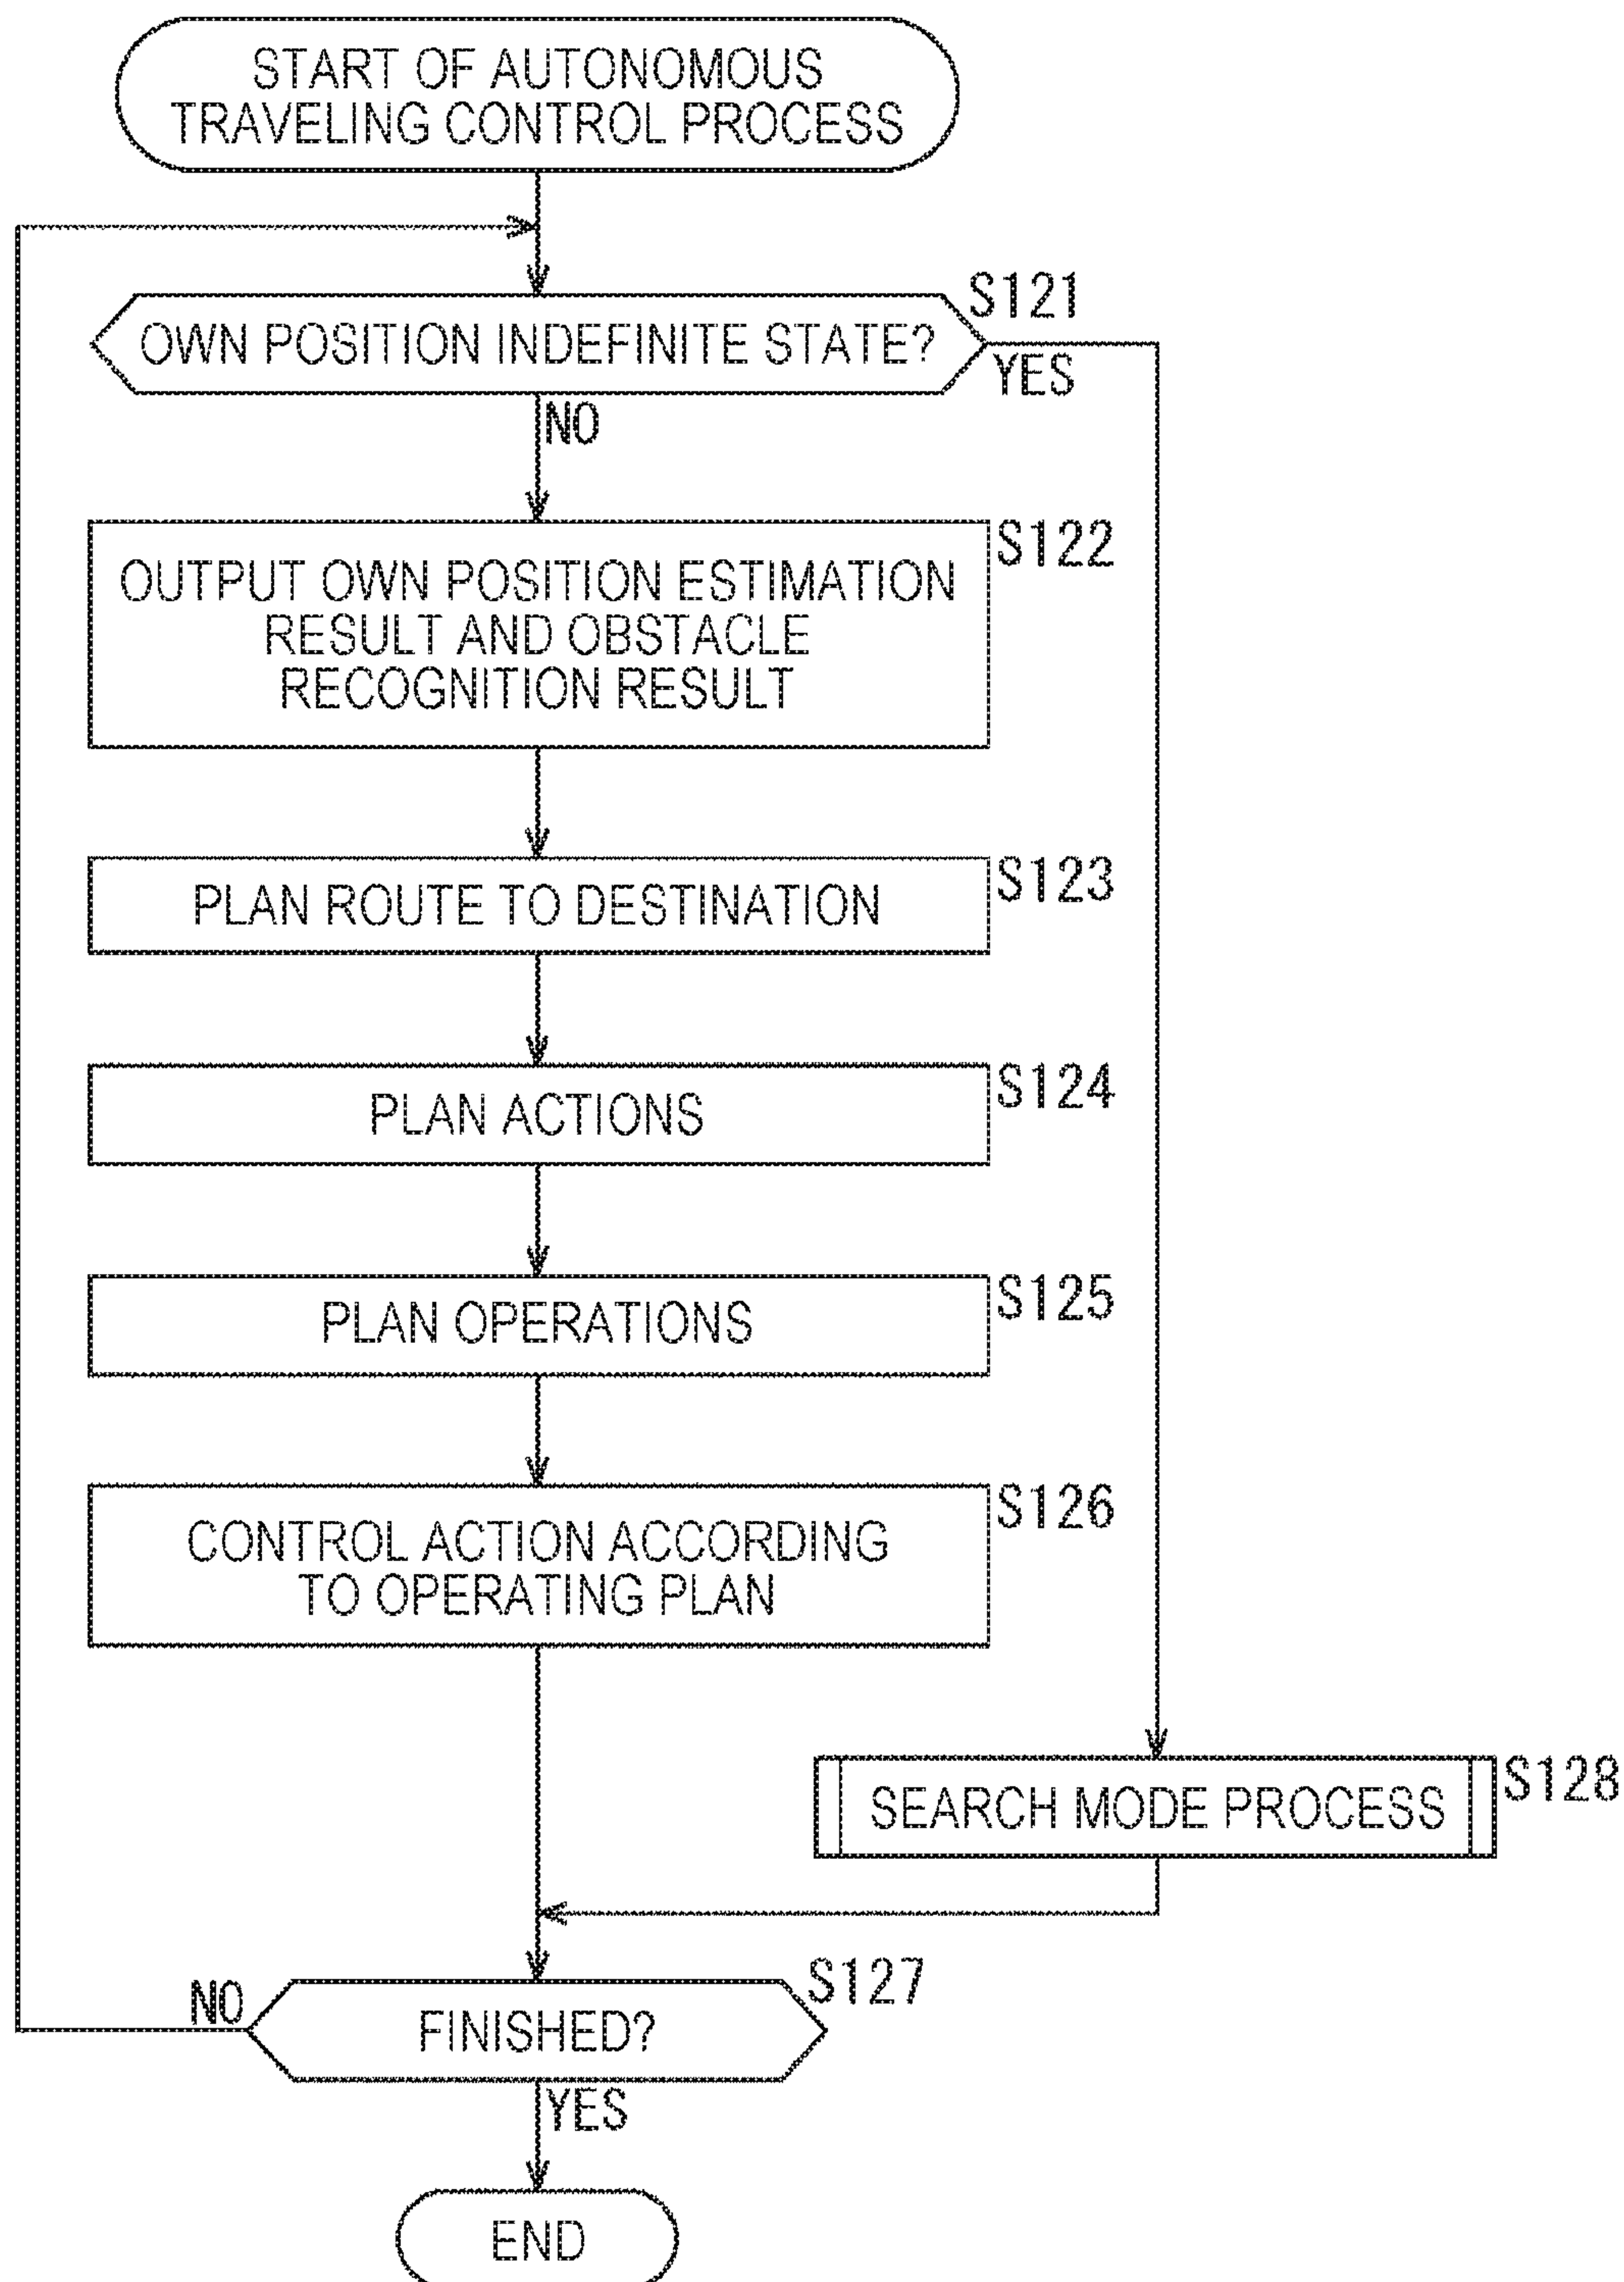 START OF AUTONOMOUS
TRAVELING CONTROL PROCESS
S121
OWN POSITION INDEFINITE STATE?
YES
NO
S122
OUTPUT OWN POSITION ESTIMATION
RESULT AND OBSTACLE
RECOGNITION RESULT
S123
PLAN ROUTE TO DESTINATION
S124
PLAN ACTIONS
S125
PLAN OPERATIONS
S126
CONTROL ACTION ACCORDING
TO OPERATING PLAN
S128
SEARCH MODE PROCESS
S127
NO
FINISHED?
YES
END